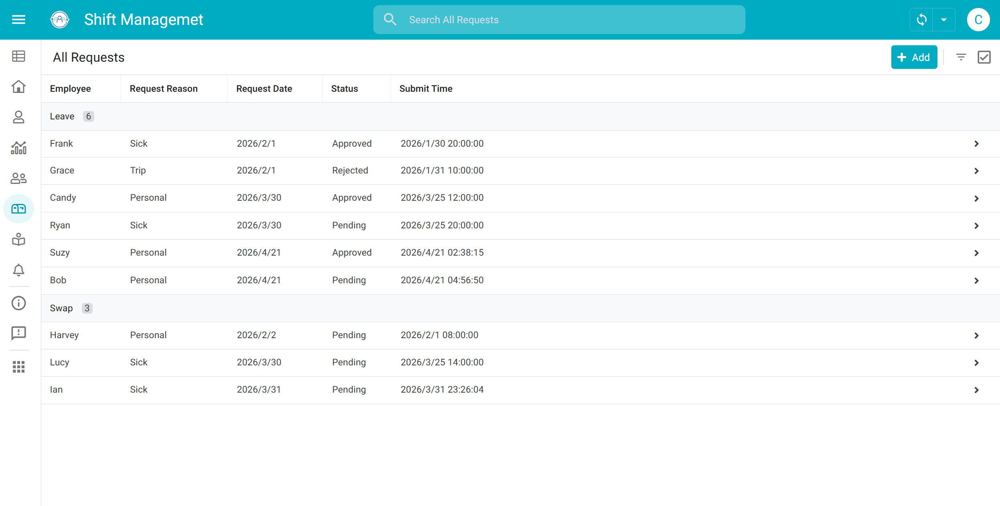 Shift Managemet
Search All Requests
C
All Requests
Add
Employee Request Reason Request Date Status Submit Time
Leave 6
Frank Sick 2026/2/1 Approved 2026/1/30 20:00:00
Grace Trip 2026/2/1 Rejected 2026/1/31 10:00:00
Candy Personal 2026/3/30 Approved 2026/3/25 12:00:00
Ryan Sick 2026/3/30 Pending 2026/3/25 20:00:00
Suzy Personal 2026/4/21 Approved 2026/4/21 02:38:15
Bob Personal 2026/4/21 Pending 2026/4/21 04:56:50
Swap 3
Harvey Personal 2026/2/2 Pending 2026/2/1 08:00:00
Lucy Sick 2026/3/30 Pending 2026/3/25 14:00:00
Ian Sick 2026/3/31 Pending 2026/3/31 23:26:04